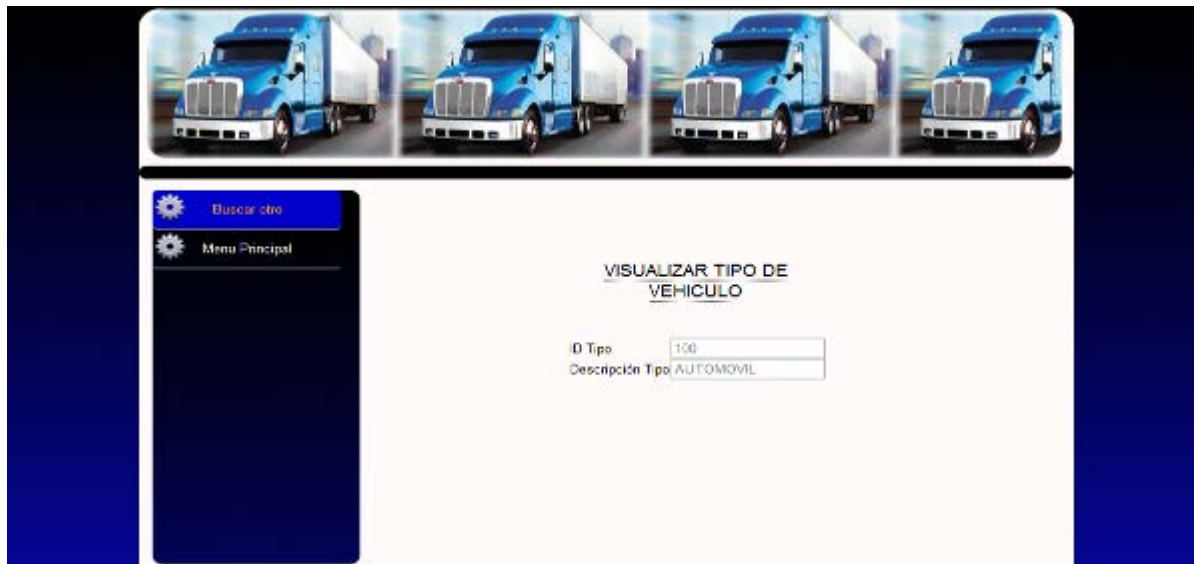 Buscar otro
Menu Principal
VISUALIZAR TIPO DE
VEHICULO
ID Tipo 100
Descripción Tipo AUTOMOVIL